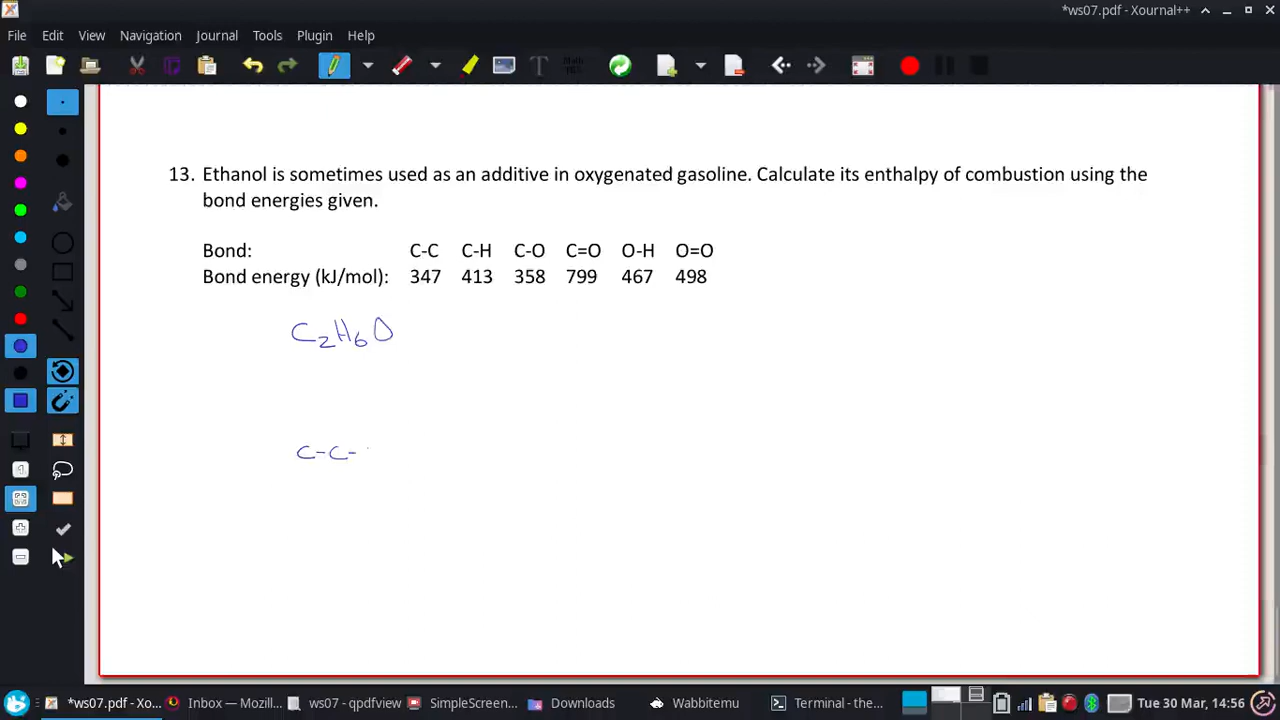 *ws07.pdf - Xournal++
File Edit View Navigation Journal Tools Plugin Help
13. Ethanol is sometimes used as an additive in oxygenated gasoline. Calculate its enthalpy of combustion using the
bond energies given.
Bond: C-C C-H C-O C=O O-H O=O
Bond energy (kJ/mol): 347 413 358 799 467 498
C₂H₆O
C-C-
*ws07.pdf - Xo... Inbox — Mozill... ws07 - qpdfview SimpleScreen... Downloads Wabbitemu Terminal - the... Tue 30 Mar, 14:56